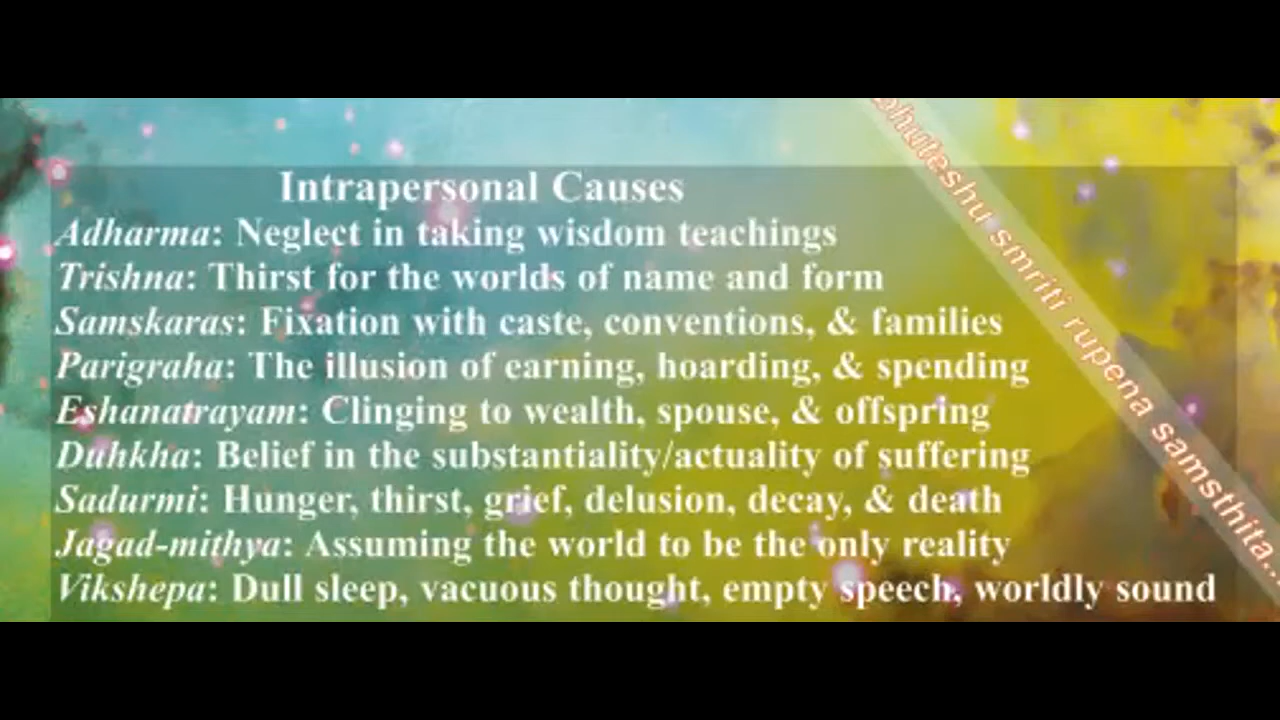 Intrapersonal Causes
Adharma: Neglect in taking wisdom teachings
Trishna: Thirst for the worlds of name and form
Samskaras: Fixation with caste, conventions, & families
Parigraha: The illusion of earning, hoarding, & spending
Eshanatrayam: Clinging to wealth, spouse, & offspring
Duhkha: Belief in the substantiality/actuality of suffering
Sadurmi: Hunger, thirst, grief, delusion, decay, & death
Jagad-mithya: Assuming the world to be the only reality
Vikshepa: Dull sleep, vacuous thought, empty speech, worldly sound
smriti rupena samsthita...